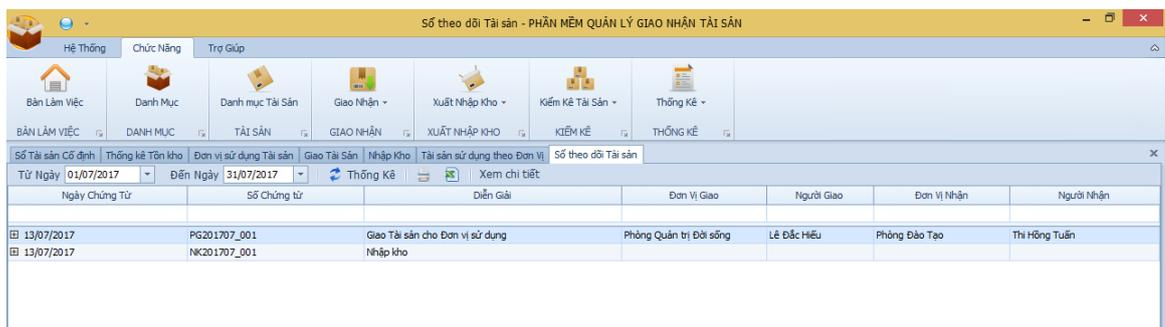 Sổ theo dõi Tài sản - PHẦN MỀM QUẢN LÝ GIAO NHẬN TÀI SẢN
Hệ Thống Chức Năng Trợ Giúp
Bàn Làm Việc Danh Mục Danh mục Tài Sản Giao Nhận Xuất Nhập Kho Kiểm Kê Tài Sản Thống Kê
BÀN LÀM VIỆC DANH MỤC TÀI SẢN GIAO NHẬN XUẤT NHẬP KHO KIỂM KÊ THỐNG KÊ
Sổ Tài sản Cố định Thống kê Tồn kho Đơn vị sử dụng Tài sản Giao Tài Sản Nhập Kho Tài sản sử dụng theo Đơn Vị Sổ theo dõi Tài sản
Từ Ngày 01/07/2017 Đến Ngày 31/07/2017 Thống Kê Xem chi tiết
Ngày Chứng Từ Số Chứng từ Diễn Giải Đơn Vị Giao Người Giao Đơn Vị Nhận Người Nhận
13/07/2017 PG201707_001 Giao Tài sản cho Đơn vị sử dụng Phòng Quản trị Đời sống Lê Đắc Hiếu Phòng Đào Tạo Thi Hồng Tuấn
13/07/2017 NK201707_001 Nhập kho